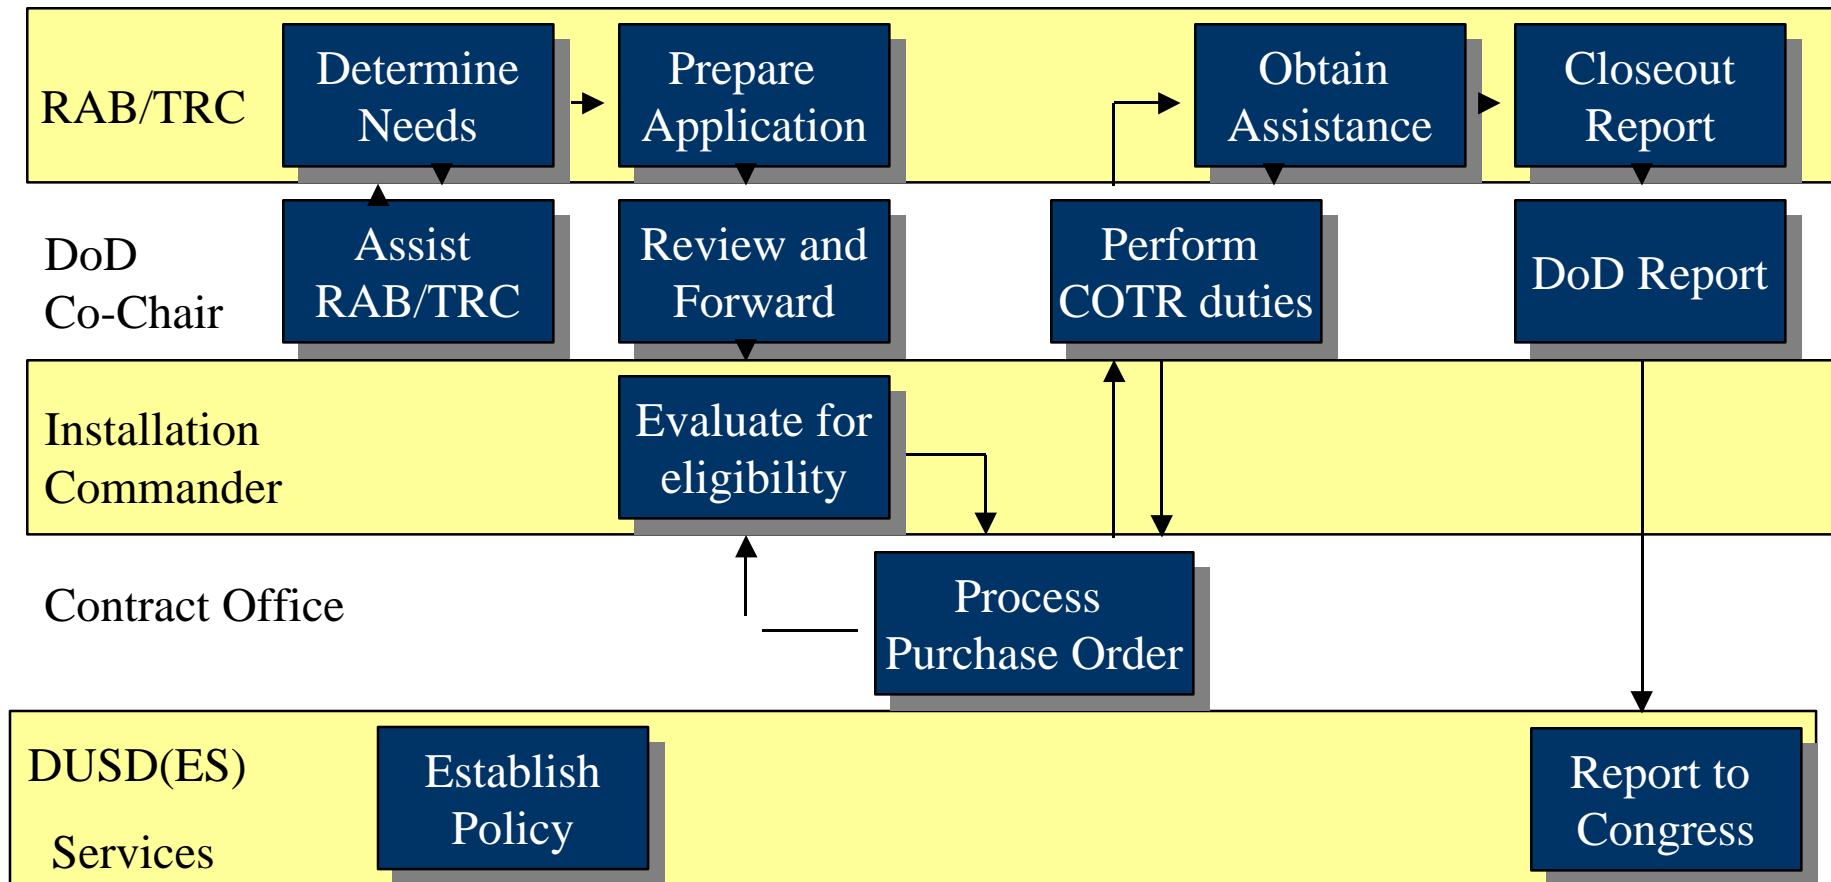 RAB/TRC
Determine
Needs
Prepare
Application
Obtain
Assistance
Closeout
Report
DoD
Co-Chair
Assist
RAB/TRC
Review and
Forward
Perform
COTR duties
DoD Report
Installation
Commander
Evaluate for
eligibility
Contract Office
Process
Purchase Order
DUSD(ES)
Services
Establish
Policy
Report to
Congress